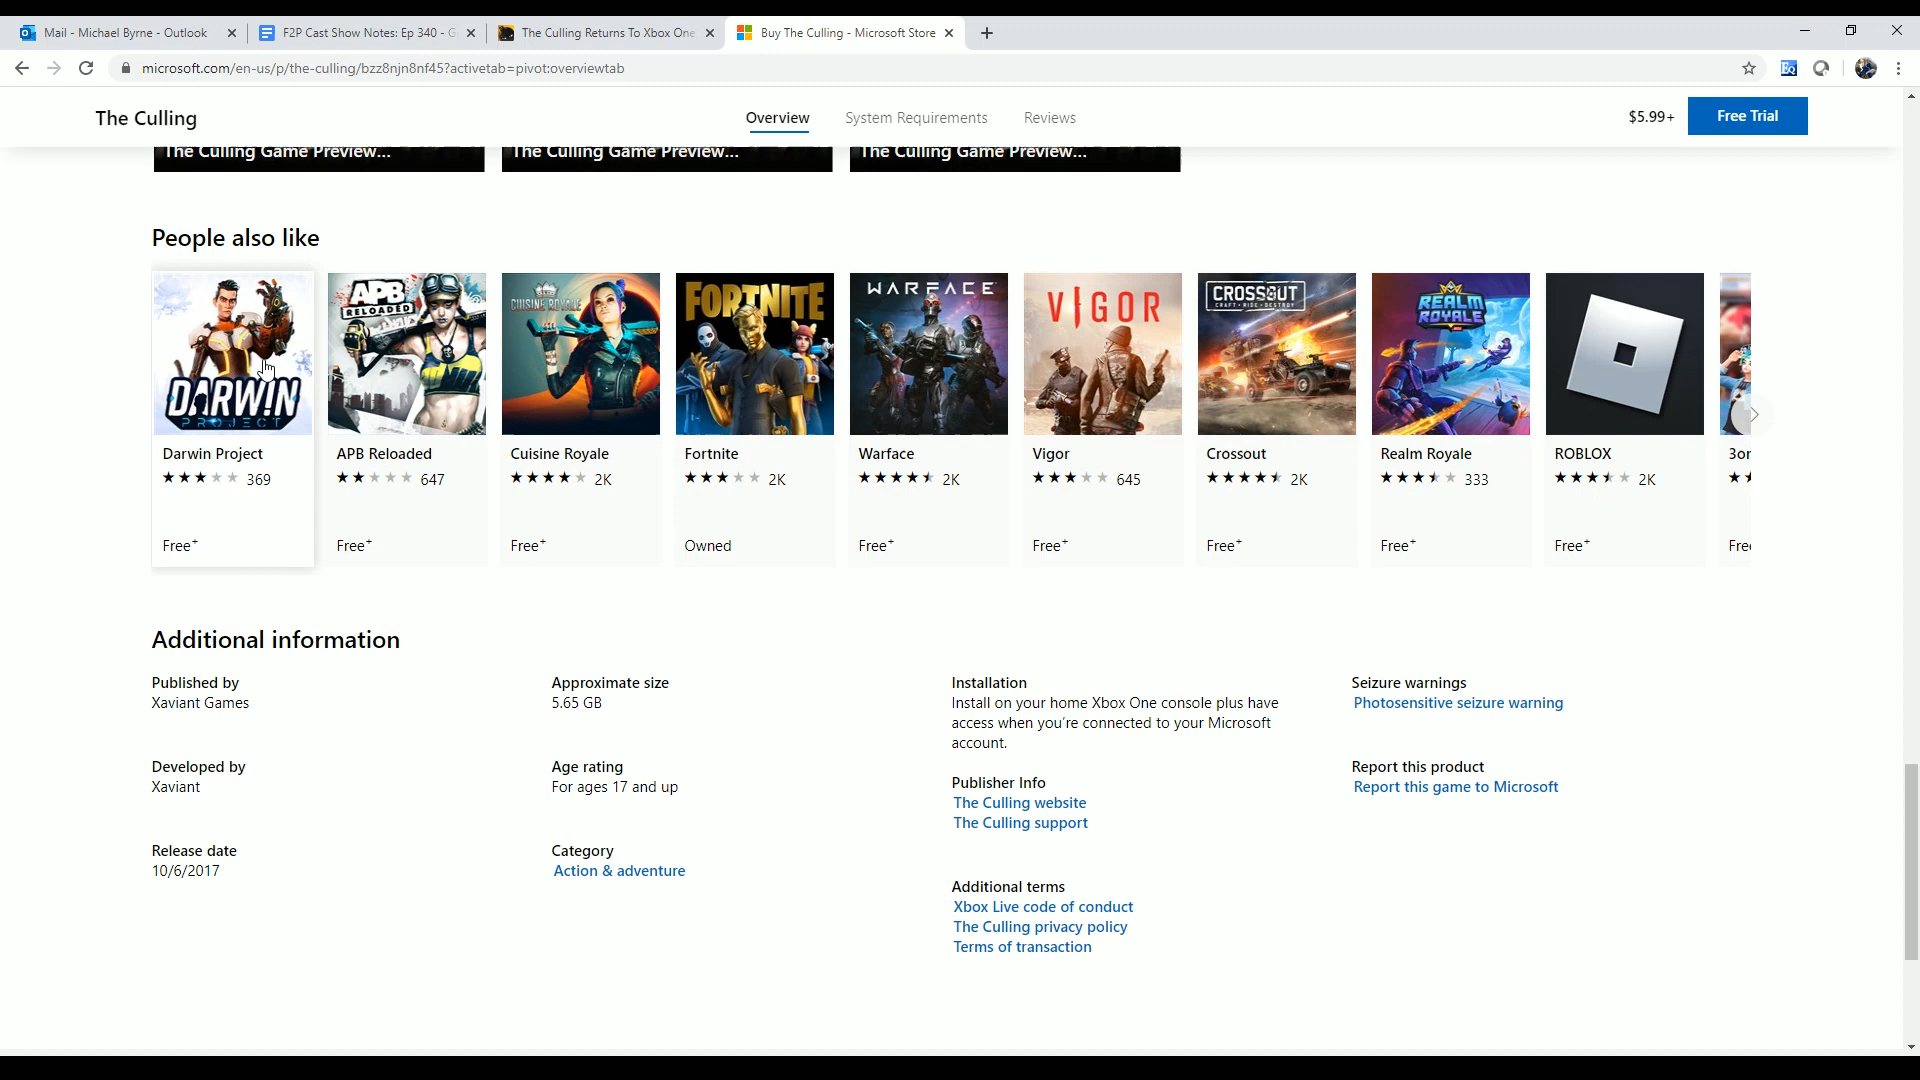 Mail - Michael Byrne - Outlook
F2P Cast Show Notes: Ep 340 - G
The Culling Returns To Xbox One
Buy The Culling - Microsoft Store
microsoft.com/en-us/p/the-culling/bzz8njn8nf45?activetab=pivot:overviewtab
The Culling
Overview
System Requirements
Reviews
$5.99+
Free Trial
The Culling Game Preview...
The Culling Game Preview...
The Culling Game Preview...
People also like
DARWIN PROJECT
APB RELOADED
CUISINE ROYALE
FORTNITE
WARFACE
VIGOR
CROSSOUT
CRAFT · RIDE · DESTROY
REALM ROYALE
Darwin Project
369
Free+
APB Reloaded
647
Free+
Cuisine Royale
2K
Free+
Fortnite
2K
Owned
Warface
2K
Free+
Vigor
645
Free+
Crossout
2K
Free+
Realm Royale
333
Free+
ROBLOX
2K
Free+
3or
Free
Additional information
Published by
Xaviant Games
Developed by
Xaviant
Release date
10/6/2017
Approximate size
5.65 GB
Age rating
For ages 17 and up
Category
Action & adventure
Installation
Install on your home Xbox One console plus have
access when you're connected to your Microsoft
account.
Publisher Info
The Culling website
The Culling support
Additional terms
Xbox Live code of conduct
The Culling privacy policy
Terms of transaction
Seizure warnings
Photosensitive seizure warning
Report this product
Report this game to Microsoft